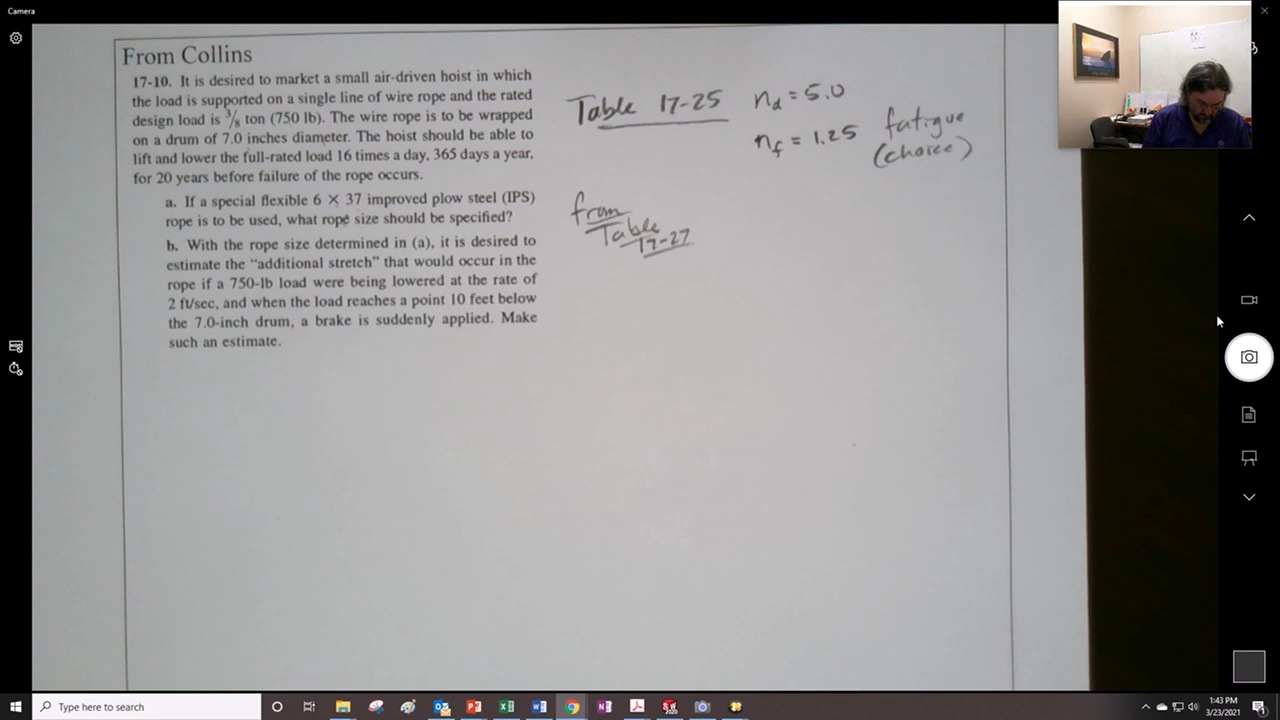 Camera
From Collins
17-10. It is desired to market a small air-driven hoist in which
the load is supported on a single line of wire rope and the rated
design load is 3/8 ton (750 lb). The wire rope is to be wrapped
on a drum of 7.0 inches diameter. The hoist should be able to
lift and lower the full-rated load 16 times a day, 365 days a year,
for 20 years before failure of the rope occurs.
a. If a special flexible 6 × 37 improved plow steel (IPS)
rope is to be used, what rope size should be specified?
b. With the rope size determined in (a), it is desired to
estimate the “additional stretch” that would occur in the
rope if a 750-lb load were being lowered at the rate of
2 ft/sec, and when the load reaches a point 10 feet below
the 7.0-inch drum, a brake is suddenly applied. Make
such an estimate.
Table 17-25 nd = 5.0
nf = 1.25 fatigue
(choice)
from
Table
17-27
Type here to search
1:43 PM
3/23/2021